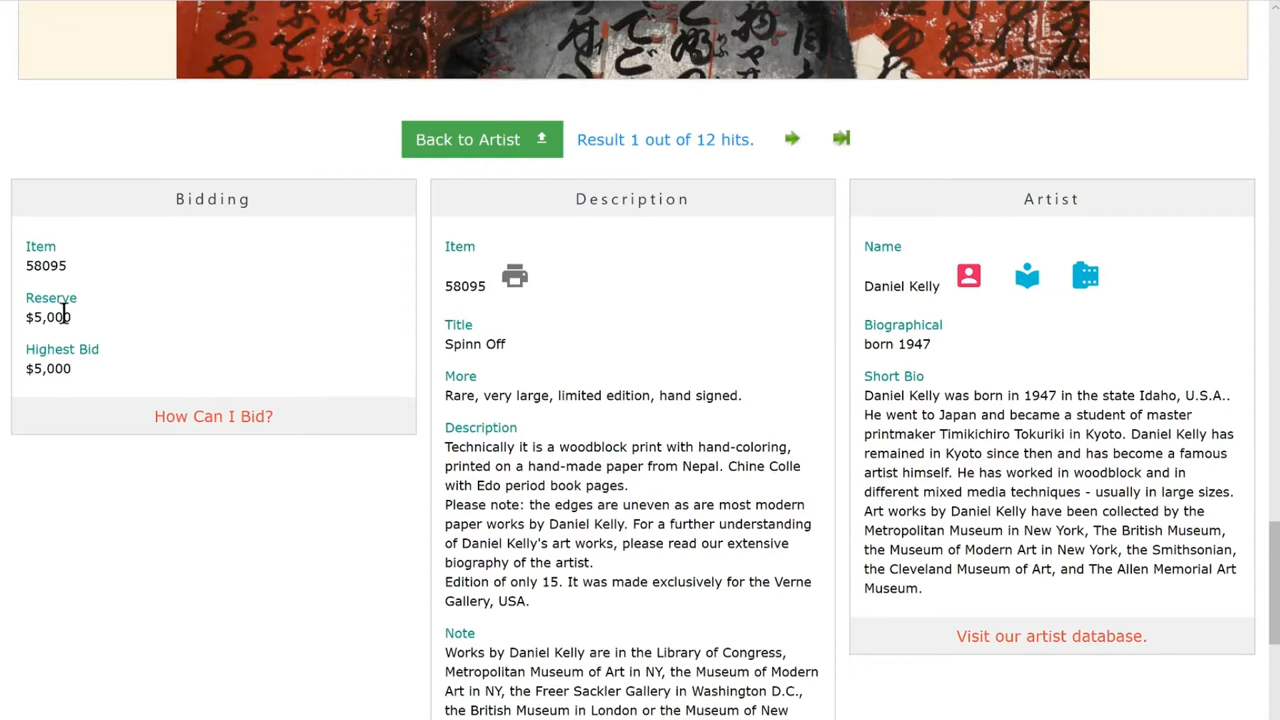 Back to Artist
Result 1 out of 12 hits.
Bidding
Item
58095
Reserve
$5,000
Highest Bid
$5,000
How Can I Bid?
Description
Item
58095
Title
Spinn Off
More
Rare, very large, limited edition, hand signed.
Description
Technically it is a woodblock print with hand-coloring,
printed on a hand-made paper from Nepal. Chine Colle
with Edo period book pages.
Please note: the edges are uneven as are most modern
paper works by Daniel Kelly. For a further understanding
of Daniel Kelly's art works, please read our extensive
biography of the artist.
Edition of only 15. It was made exclusively for the Verne
Gallery, USA.
Note
Works by Daniel Kelly are in the Library of Congress,
Metropolitan Museum of Art in NY, the Museum of Modern
Art in NY, the Freer Sackler Gallery in Washington D.C.,
the British Museum in London or the Museum of New
Artist
Name
Daniel Kelly
Biographical
born 1947
Short Bio
Daniel Kelly was born in 1947 in the state Idaho, U.S.A..
He went to Japan and became a student of master
printmaker Timikichiro Tokuriki in Kyoto. Daniel Kelly has
remained in Kyoto since then and has become a famous
artist himself. He has worked in woodblock and in
different mixed media techniques - usually in large sizes.
Art works by Daniel Kelly have been collected by the
Metropolitan Museum in New York, The British Museum,
the Museum of Modern Art in New York, the Smithsonian,
the Cleveland Museum of Art, and The Allen Memorial Art
Museum.
Visit our artist database.